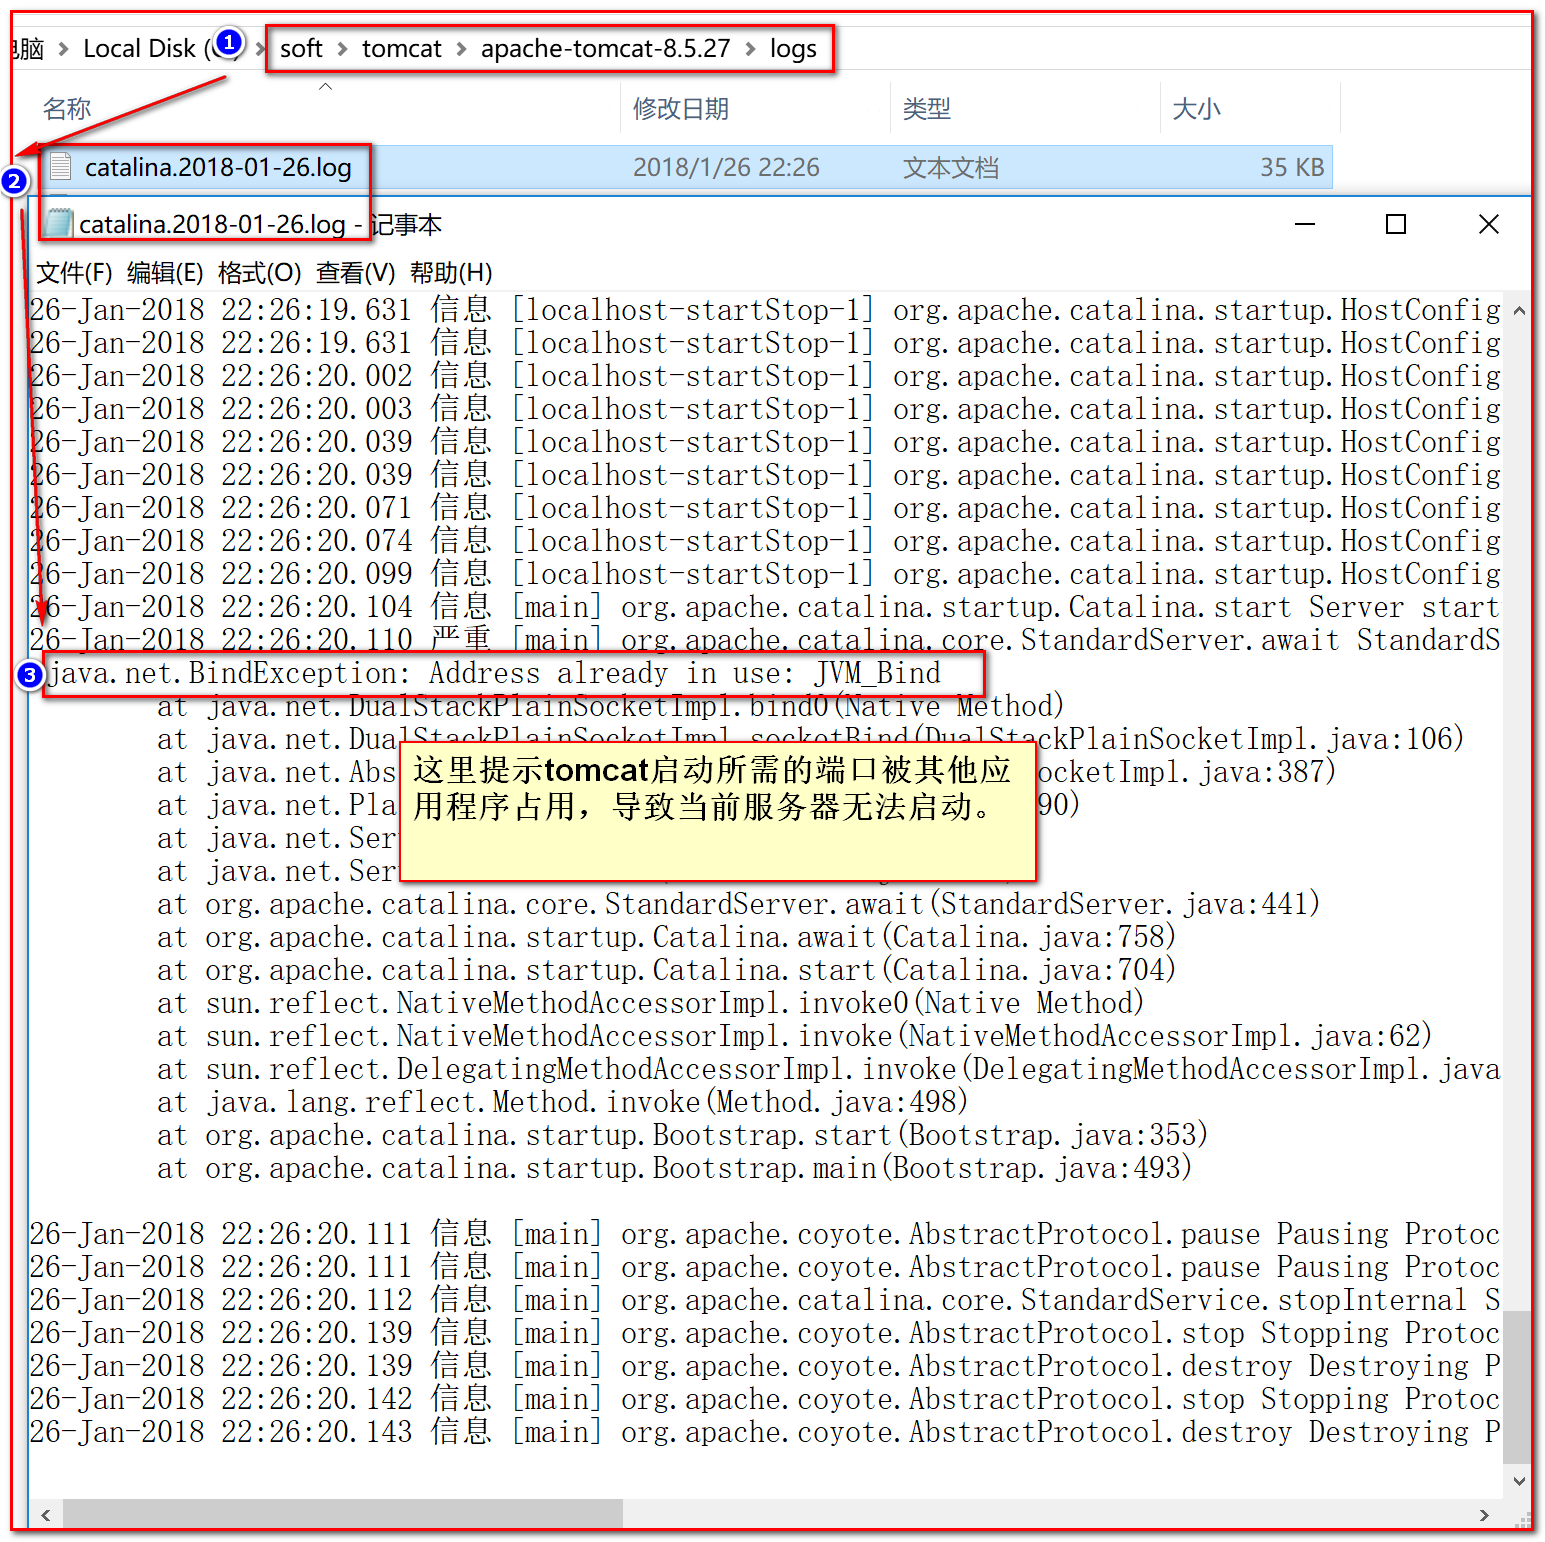 电脑 > Local Disk ( > soft > tomcat > apache-tomcat-8.5.27 > logs
1
名称 修改日期 类型 大小
catalina.2018-01-26.log 2018/1/26 22:26 文本文档 35 KB
2
catalina.2018-01-26.log - 记事本
文件(F) 编辑(E) 格式(O) 查看(V) 帮助(H)
26-Jan-2018 22:26:19.631 信息 [localhost-startStop-1] org.apache.catalina.startup.HostConfig
26-Jan-2018 22:26:19.631 信息 [localhost-startStop-1] org.apache.catalina.startup.HostConfig
26-Jan-2018 22:26:20.002 信息 [localhost-startStop-1] org.apache.catalina.startup.HostConfig
26-Jan-2018 22:26:20.003 信息 [localhost-startStop-1] org.apache.catalina.startup.HostConfig
26-Jan-2018 22:26:20.039 信息 [localhost-startStop-1] org.apache.catalina.startup.HostConfig
26-Jan-2018 22:26:20.039 信息 [localhost-startStop-1] org.apache.catalina.startup.HostConfig
26-Jan-2018 22:26:20.071 信息 [localhost-startStop-1] org.apache.catalina.startup.HostConfig
26-Jan-2018 22:26:20.074 信息 [localhost-startStop-1] org.apache.catalina.startup.HostConfig
26-Jan-2018 22:26:20.099 信息 [localhost-startStop-1] org.apache.catalina.startup.HostConfig
26-Jan-2018 22:26:20.104 信息 [main] org.apache.catalina.startup.Catalina.start Server start
26-Jan-2018 22:26:20.110 严重 [main] org.apache.catalina.core.StandardServer.await StandardS
3
java.net.BindException: Address already in use: JVM_Bind
at java.net.DualStackPlainSocketImpl.bind0(Native Method)
at java.net.DualStackPlainSocketImpl.socketBind(DualStackPlainSocketImpl.java:106)
at java.net.Abs ocketImpl.java:387)
at java.net.Pla 90)
at java.net.Ser
at java.net.Ser
这里提示tomcat启动所需的端口被其他应
用程序占用，导致当前服务器无法启动。
at org.apache.catalina.core.StandardServer.await(StandardServer.java:441)
at org.apache.catalina.startup.Catalina.await(Catalina.java:758)
at org.apache.catalina.startup.Catalina.start(Catalina.java:704)
at sun.reflect.NativeMethodAccessorImpl.invoke0(Native Method)
at sun.reflect.NativeMethodAccessorImpl.invoke(NativeMethodAccessorImpl.java:62)
at sun.reflect.DelegatingMethodAccessorImpl.invoke(DelegatingMethodAccessorImpl.java
at java.lang.reflect.Method.invoke(Method.java:498)
at org.apache.catalina.startup.Bootstrap.start(Bootstrap.java:353)
at org.apache.catalina.startup.Bootstrap.main(Bootstrap.java:493)
26-Jan-2018 22:26:20.111 信息 [main] org.apache.coyote.AbstractProtocol.pause Pausing Protoc
26-Jan-2018 22:26:20.111 信息 [main] org.apache.coyote.AbstractProtocol.pause Pausing Protoc
26-Jan-2018 22:26:20.112 信息 [main] org.apache.catalina.core.StandardService.stopInternal S
26-Jan-2018 22:26:20.139 信息 [main] org.apache.coyote.AbstractProtocol.stop Stopping Protoc
26-Jan-2018 22:26:20.139 信息 [main] org.apache.coyote.AbstractProtocol.destroy Destroying P
26-Jan-2018 22:26:20.142 信息 [main] org.apache.coyote.AbstractProtocol.stop Stopping Protoc
26-Jan-2018 22:26:20.143 信息 [main] org.apache.coyote.AbstractProtocol.destroy Destroying P